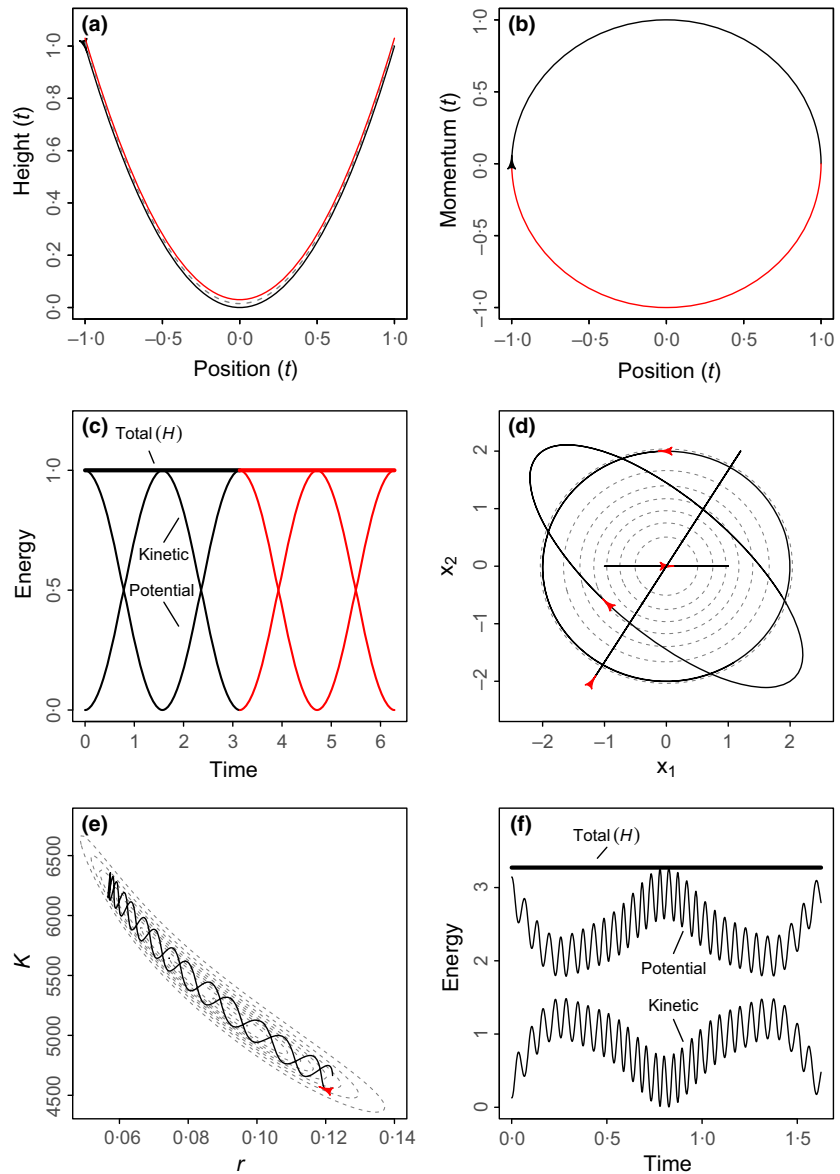 (a)
Height (t)
0·0 0·2 0·4 0·6 0·8 1·0
−1·0 −0·5 0·0 0·5 1·0
Position (t)
(b)
Momentum (t)
−1·0 −0·5 0·0 0·5 1·0
−1·0 −0·5 0·0 0·5 1·0
Position (t)
(c)
Total (H)
Kinetic
Potential
Energy
0·0 0·5 1·0
0 1 2 3 4 5 6
Time
(d)
x2
−2 −1 0 1 2
−2 −1 0 1 2
x1
(e)
K
4500 5000 5500 6000 6500
0·06 0·08 0·10 0·12 0·14
r
(f)
Total (H)
Potential
Kinetic
Energy
0 1 2 3
0·0 0·5 1·0 1·5
Time